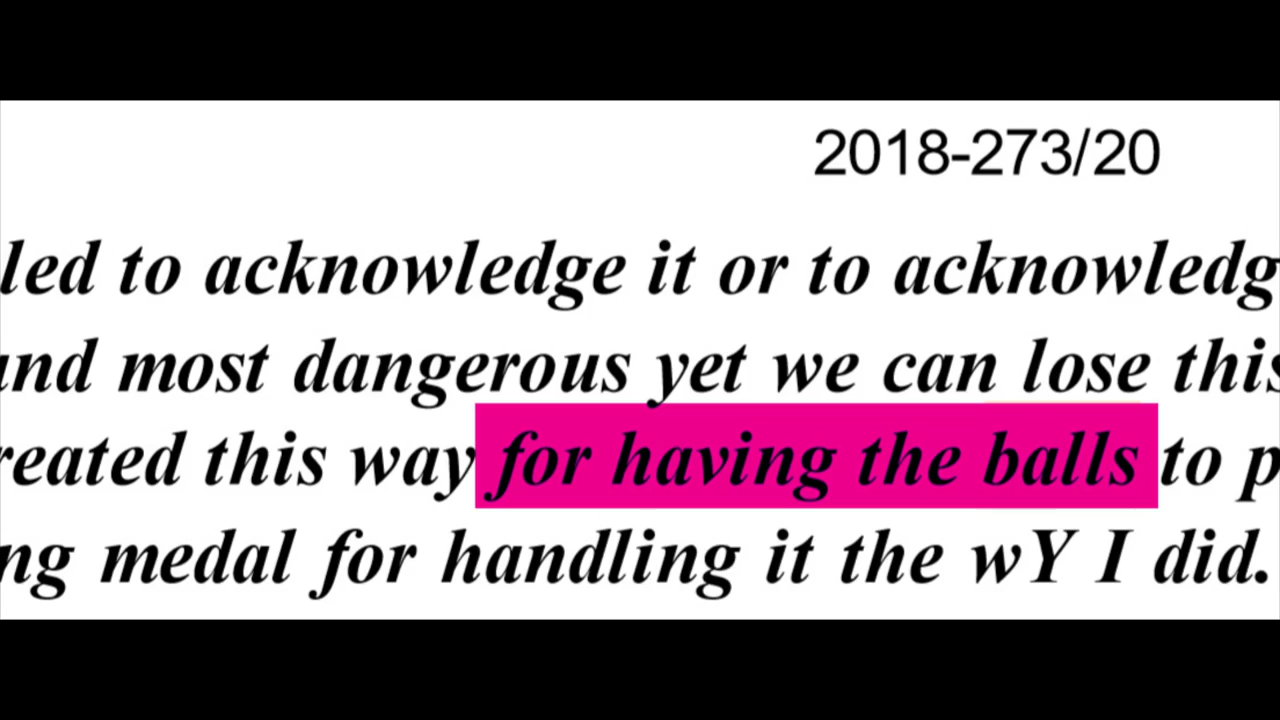 2018-273/20
led to acknowledge it or to acknowledg
and most dangerous yet we can lose this
reated this way for having the balls to p
ng medal for handling it the wY I did.